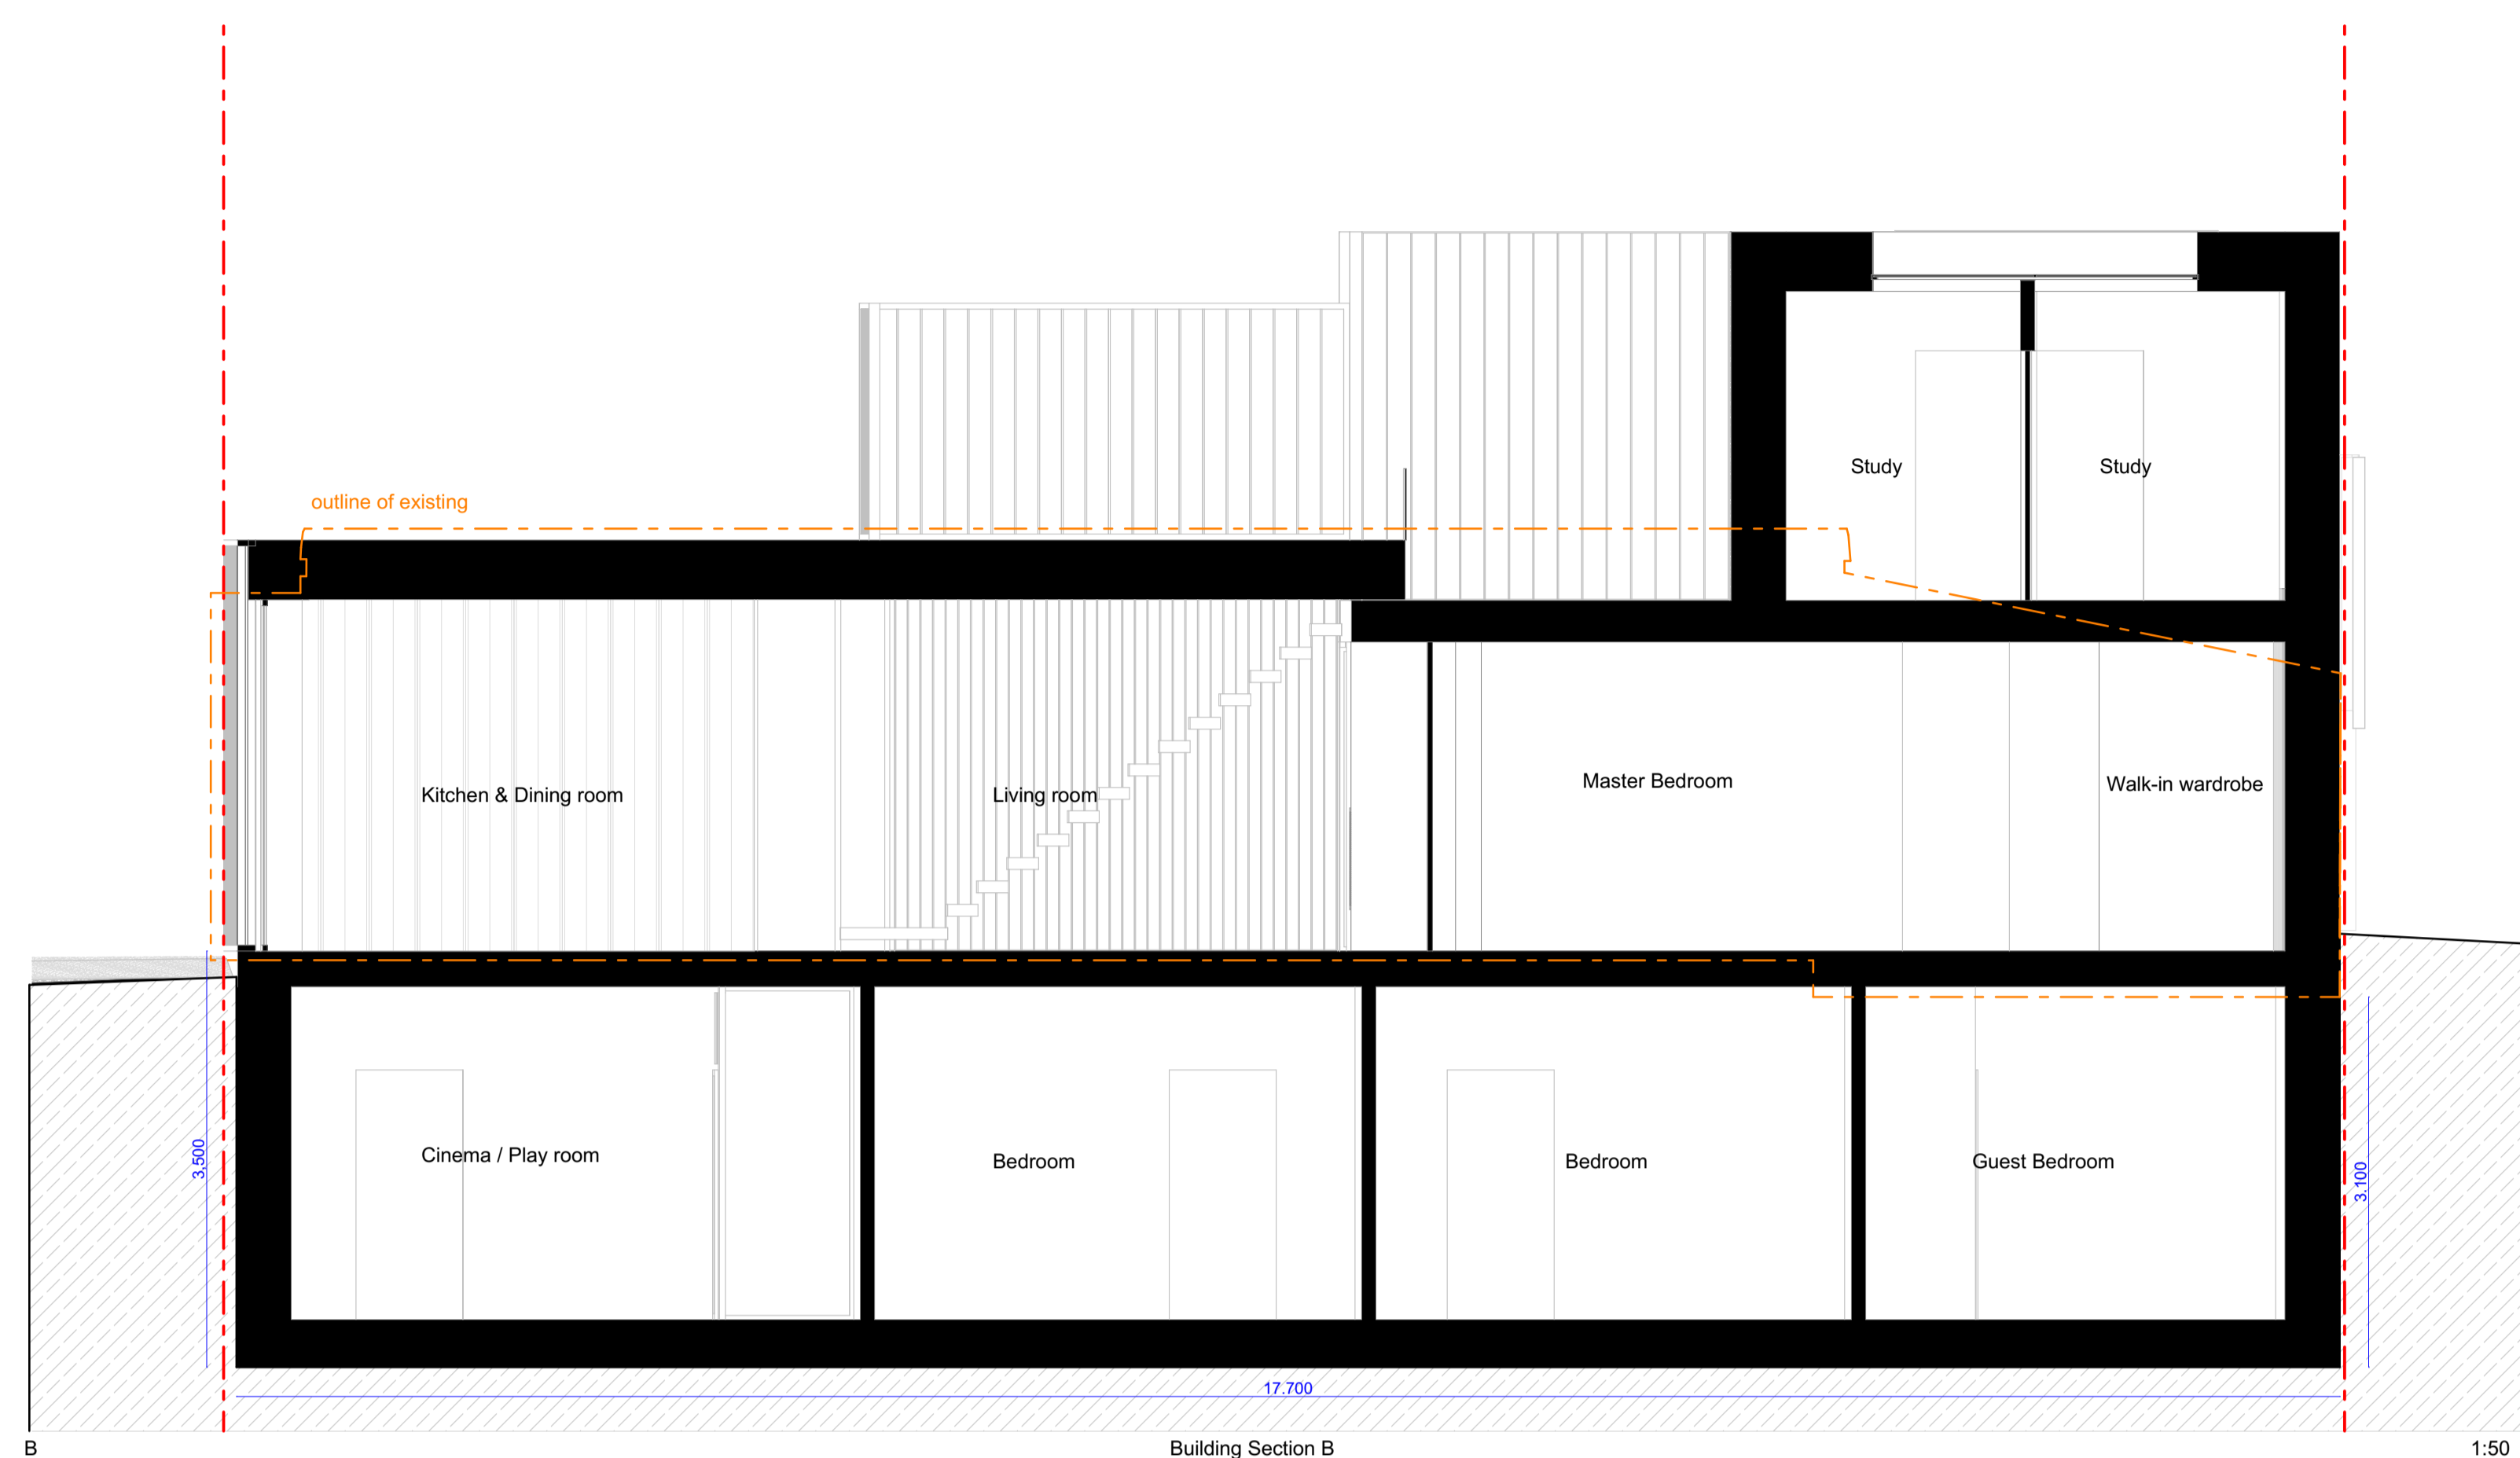 Study
Study
outline of existing
Kitchen & Dining room
Living room
Master Bedroom
Walk-in wardrobe
3.500
Cinema / Play room
Bedroom
Bedroom
Guest Bedroom
3.100
17.700
B
Building Section B
1:50